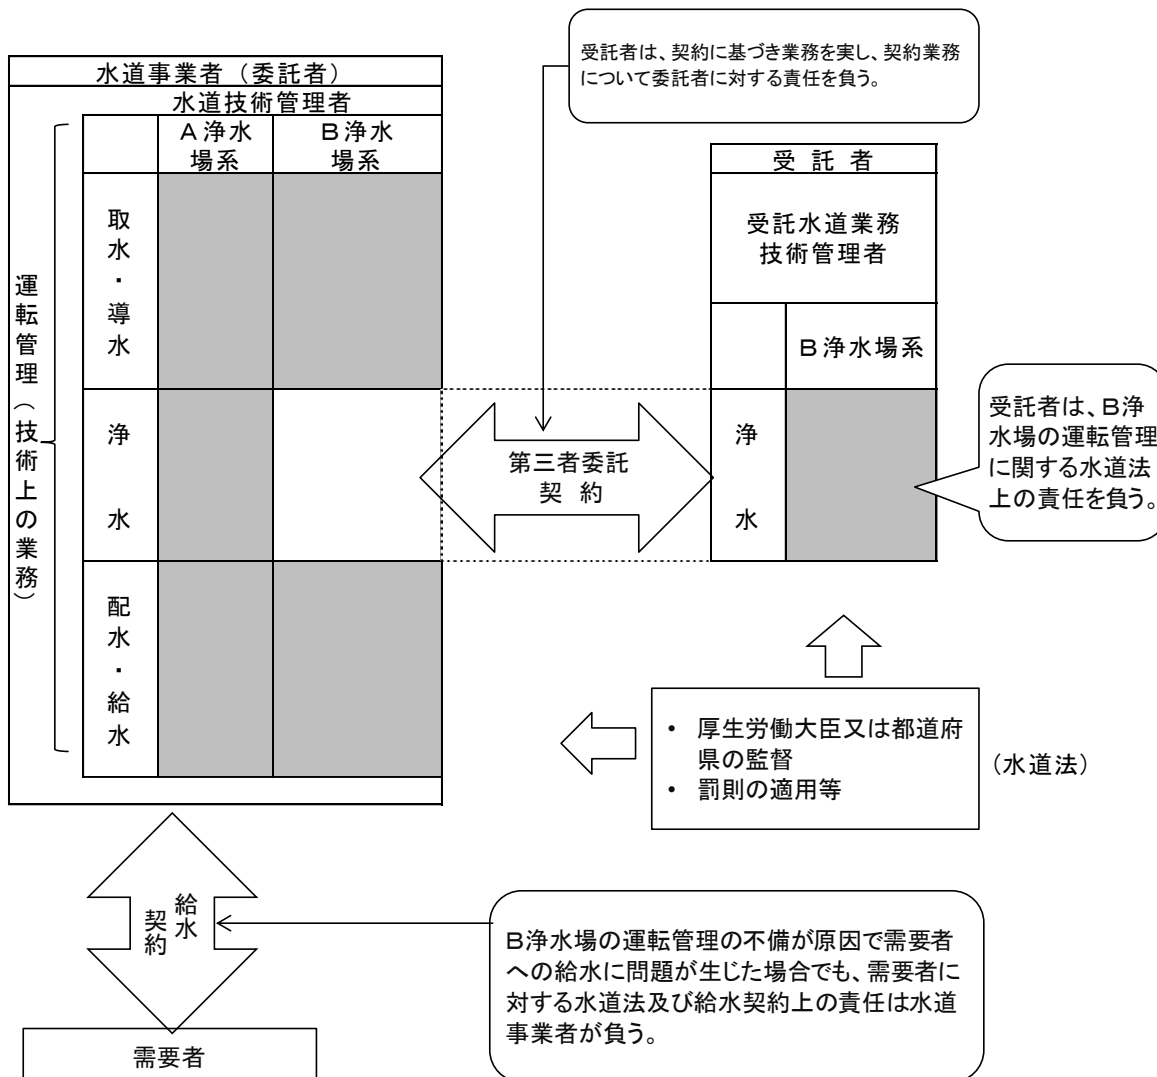 受託者は、契約に基づき業務を実し、契約業務
について委託者に対する責任を負う。
水道事業者（委託者）
水道技術管理者
A浄水
場系
B浄水
場系
運転管理（技術上の業務）
取水・導水
浄水
配水・給水
第三者委託
契約
受託者
受託水道業務
技術管理者
B浄水場系
浄水
受託者は、B浄
水場の運転管理
に関する水道法
上の責任を負う。
• 厚生労働大臣又は都道府
県の監督
• 罰則の適用等
(水道法)
給水
契約
B浄水場の運転管理の不備が原因で需要者
への給水に問題が生じた場合でも、需要者に
対する水道法及び給水契約上の責任は水道
事業者が負う。
需要者